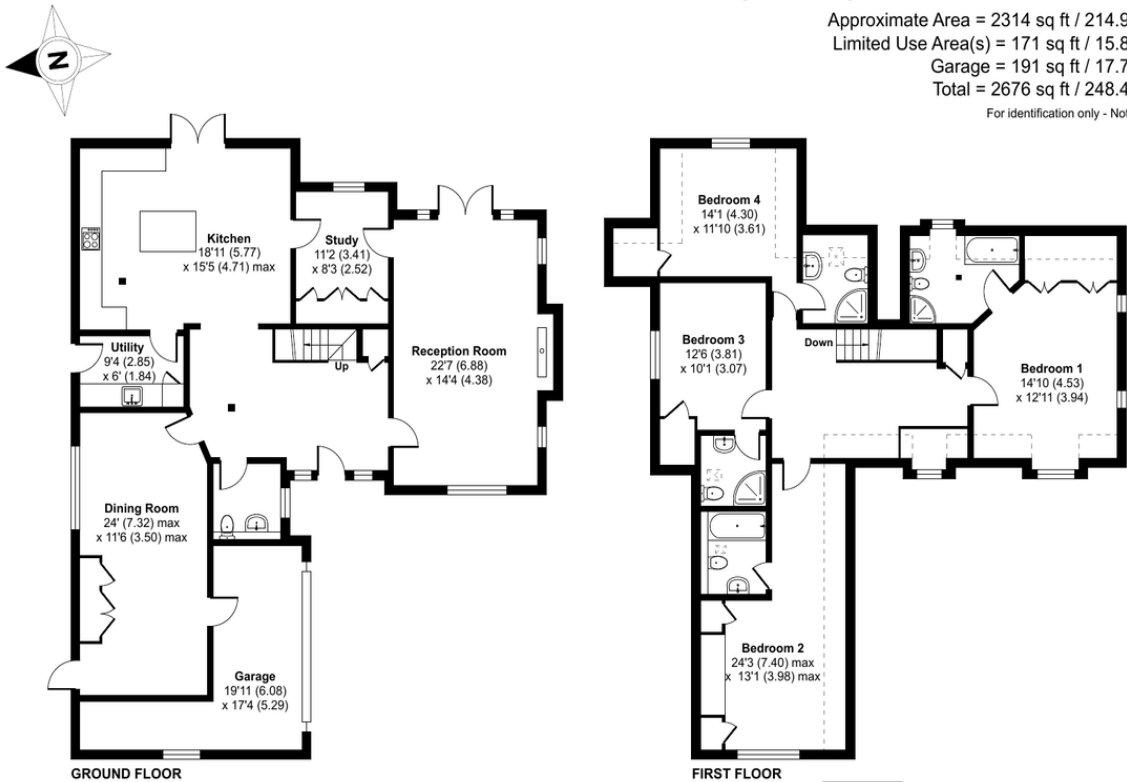 Approximate Area = 2314 sq ft / 214.9
Limited Use Area(s) = 171 sq ft / 15.8
Garage = 191 sq ft / 17.7
Total = 2676 sq ft / 248.4
For identification only - Not
N
Kitchen
18'11 (5.77)
x 15'5 (4.71) max
Study
11'2 (3.41)
x 8'3 (2.52)
Utility
9'4 (2.85)
x 6' (1.84)
Up
Reception Room
22'7 (6.88)
x 14'4 (4.38)
Dining Room
24' (7.32) max
x 11'6 (3.50) max
Garage
19'11 (6.08)
x 17'4 (5.29)
GROUND FLOOR
Bedroom 4
14'1 (4.30)
x 11'10 (3.61)
Bedroom 3
12'6 (3.81)
x 10'1 (3.07)
Down
Bedroom 1
14'10 (4.53)
x 12'11 (3.94)
Bedroom 2
24'3 (7.40) max
x 13'1 (3.98) max
FIRST FLOOR